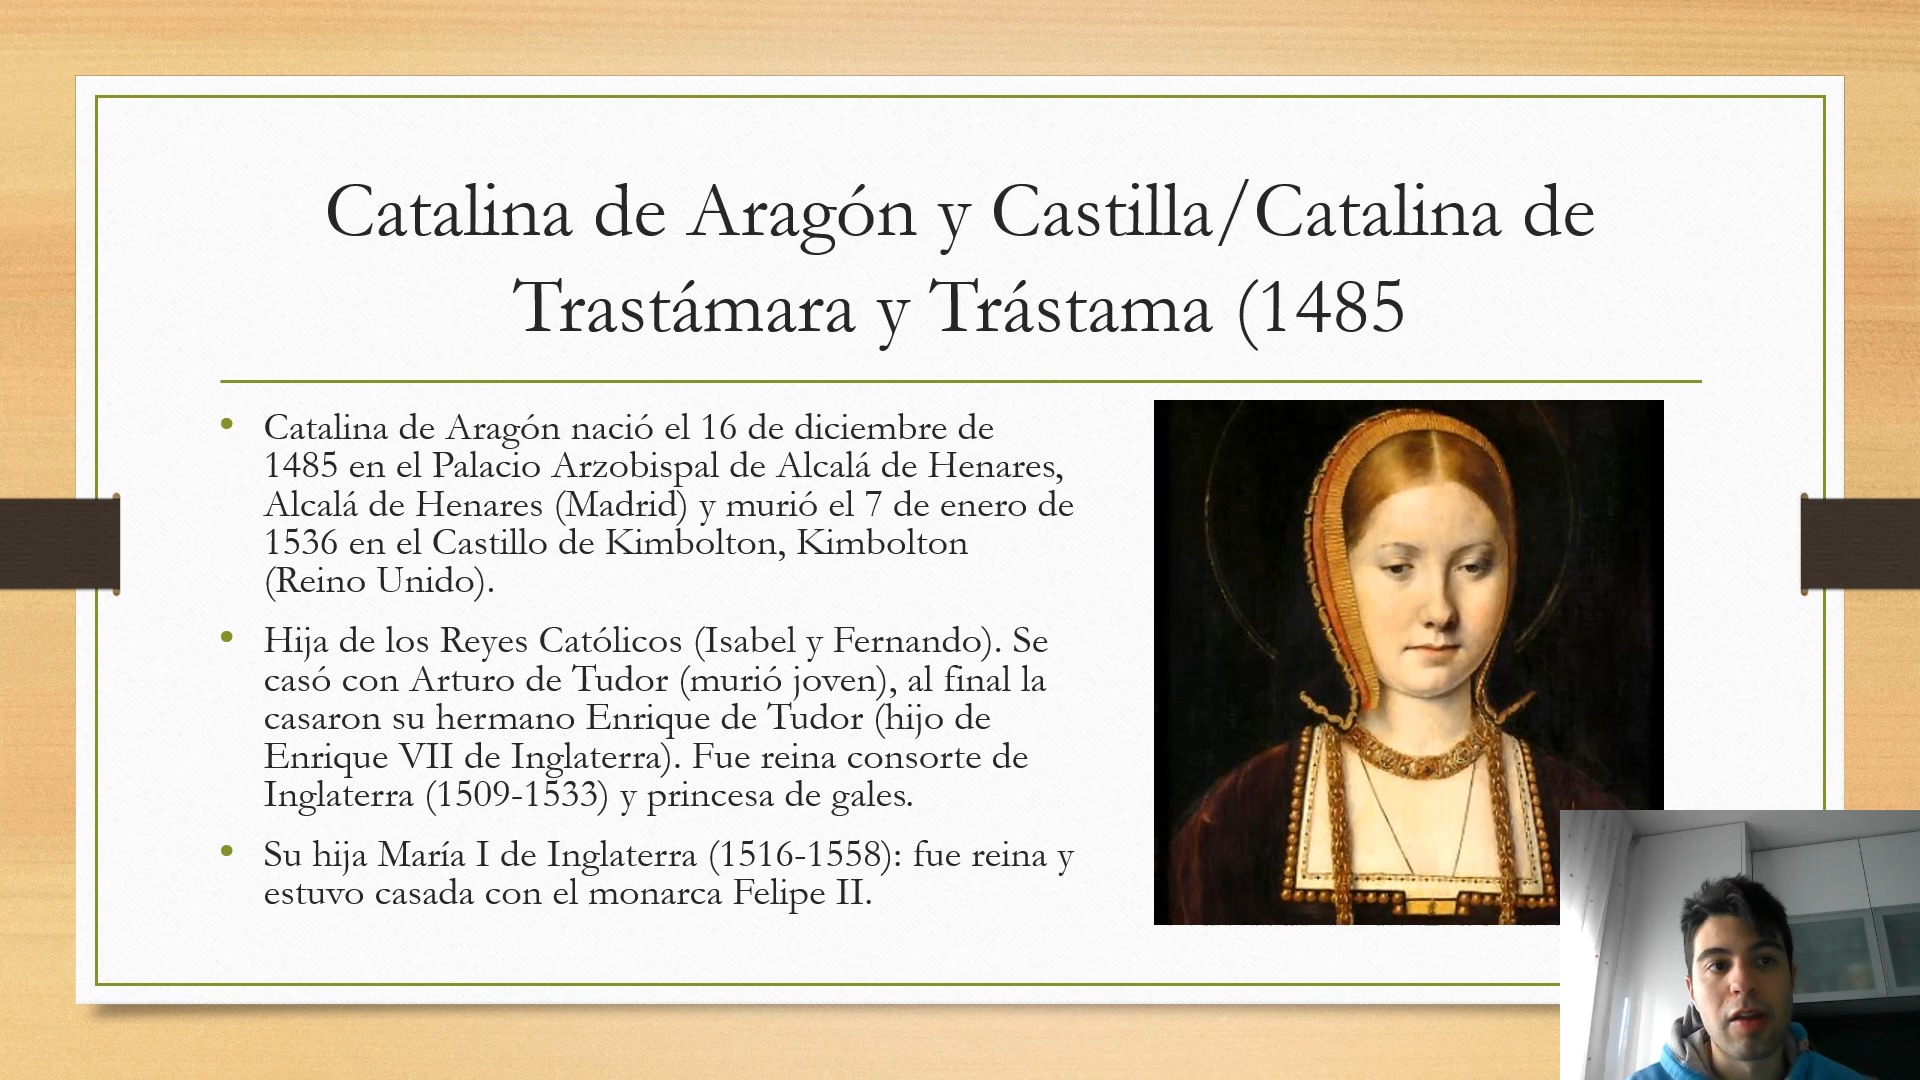 Catalina de Aragón y Castilla/Catalina de
Trastámara y Trástama (1485
• Catalina de Aragón nació el 16 de diciembre de
1485 en el Palacio Arzobispal de Alcalá de Henares,
Alcalá de Henares (Madrid) y murió el 7 de enero de
1536 en el Castillo de Kimbolton, Kimbolton
(Reino Unido).
• Hija de los Reyes Católicos (Isabel y Fernando). Se
casó con Arturo de Tudor (murió joven), al final la
casaron su hermano Enrique de Tudor (hijo de
Enrique VII de Inglaterra). Fue reina consorte de
Inglaterra (1509-1533) y princesa de gales.
• Su hija María I de Inglaterra (1516-1558): fue reina y
estuvo casada con el monarca Felipe II.